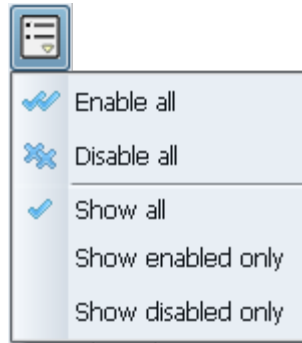 Enable all
Disable all
Show all
Show enabled only
Show disabled only